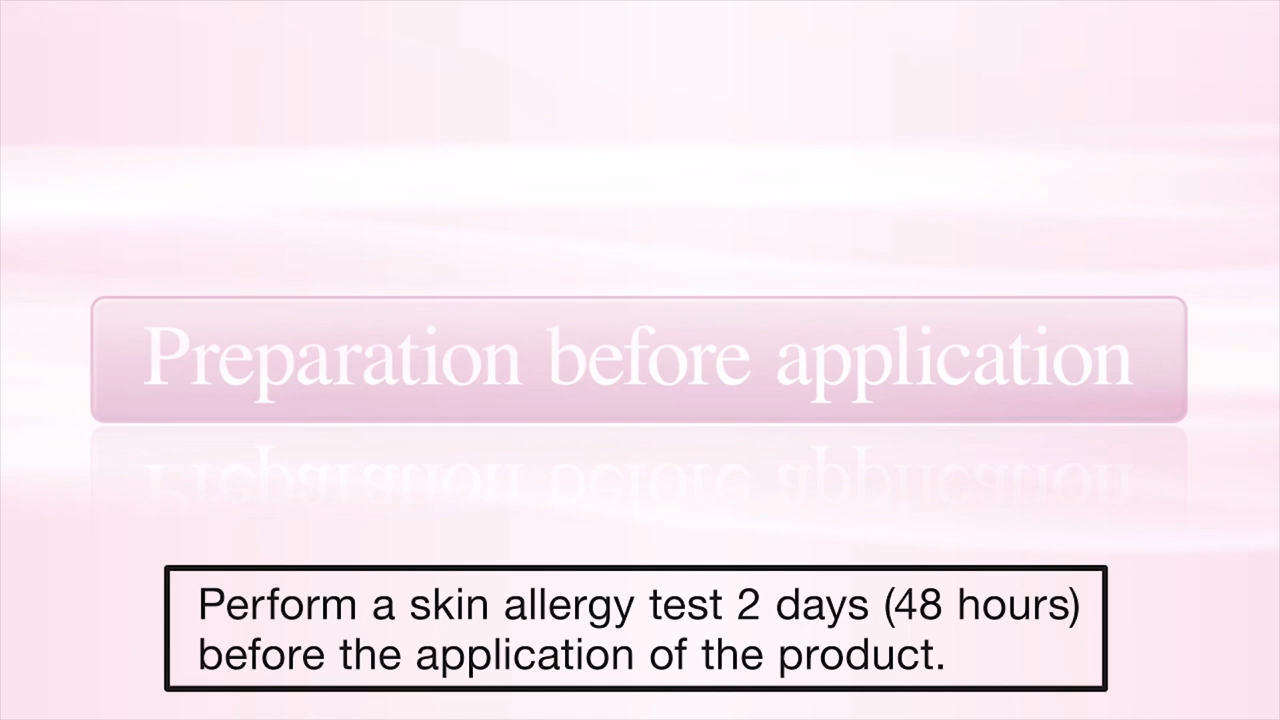 Preparation before application
Perform a skin allergy test 2 days (48 hours)
before the application of the product.